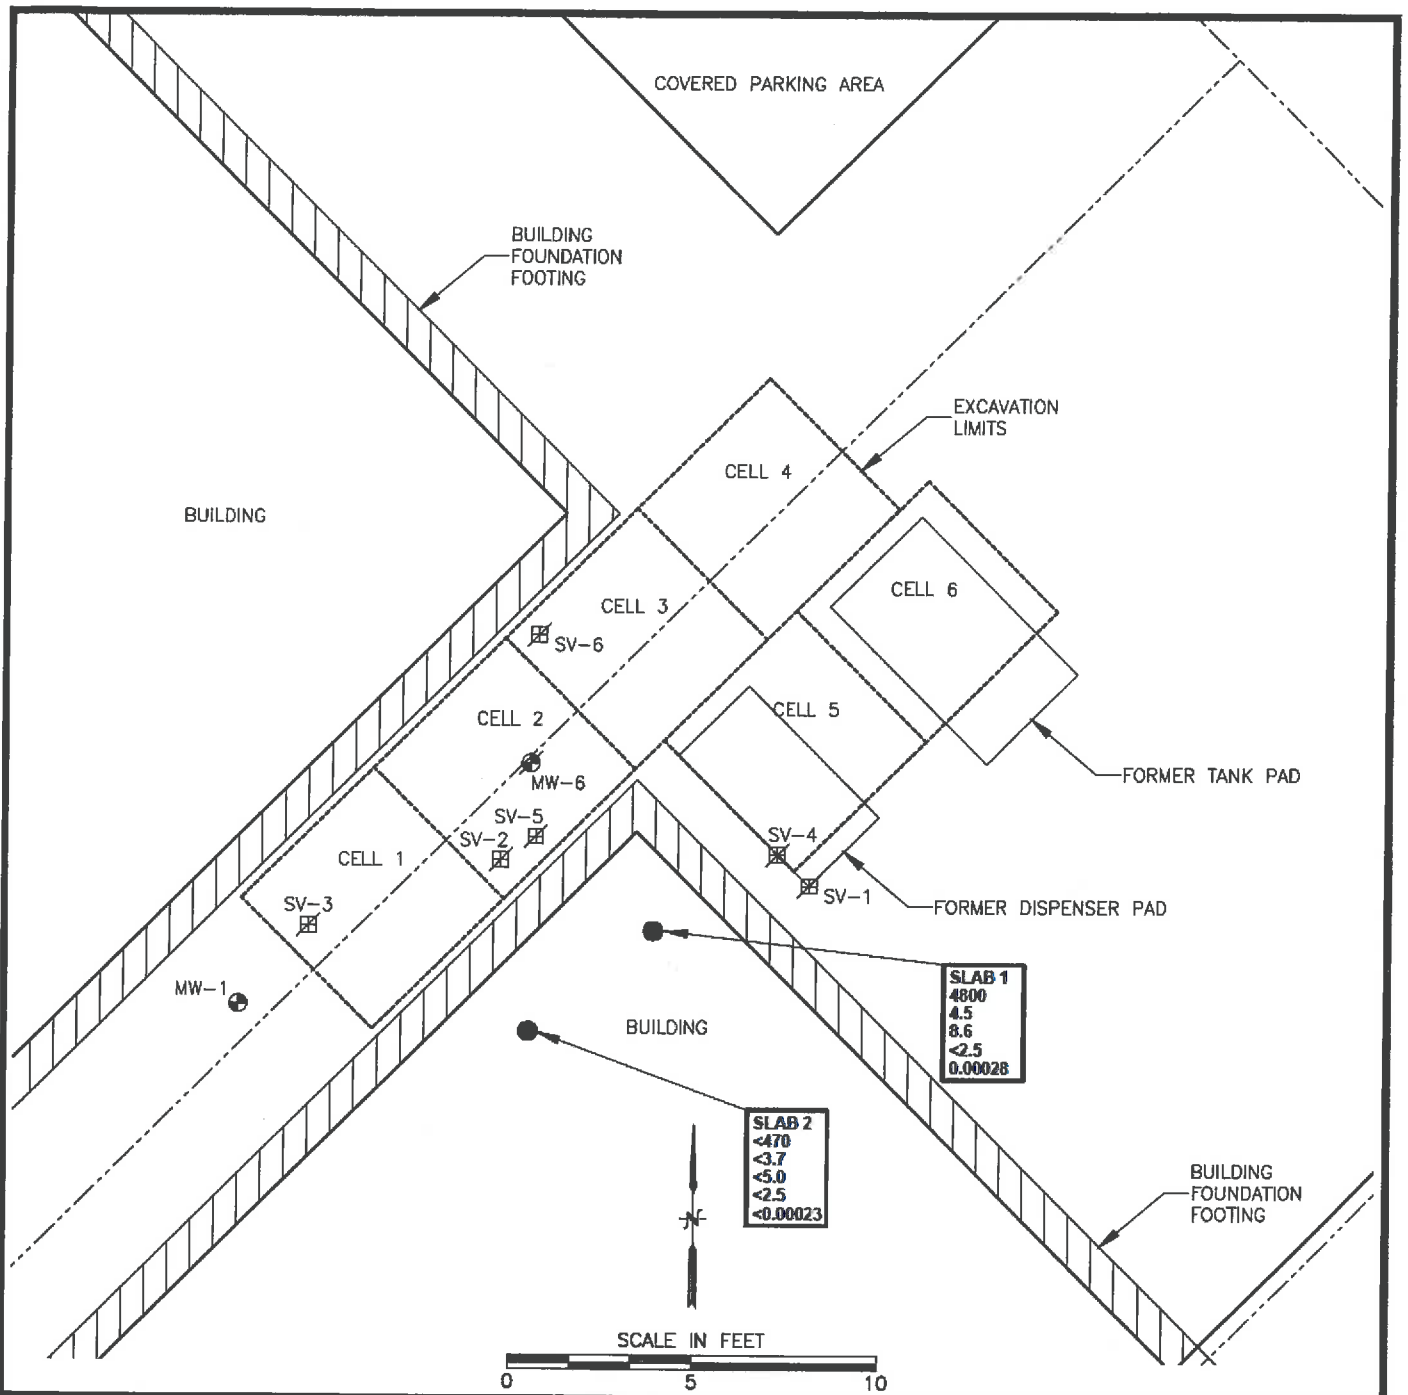 COVERED PARKING AREA
BUILDING
FOUNDATION
FOOTING
EXCAVATION
LIMITS
CELL 4
BUILDING
CELL 6
CELL 3
SV-6
CELL 2
CELL 5
MW-6
FORMER TANK PAD
SV-5
SV-2
SV-4
CELL 1
SV-1
SV-3
FORMER DISPENSER PAD
MW-1
SLAB 1
4800
4.5
8.6
<2.5
0.00028
BUILDING
SLAB 2
<470
<3.7
<5.0
<2.5
<0.00023
N
BUILDING
FOUNDATION
FOOTING
SCALE IN FEET
0 5 10